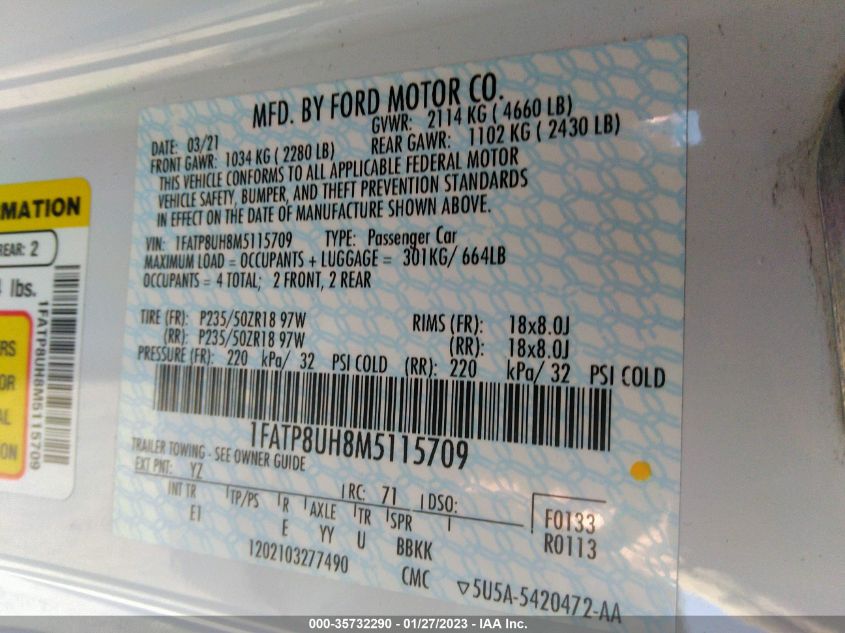 MFD. BY FORD MOTOR CO.
DATE: 03/21 GVWR: 2114 KG ( 4660 LB)
FRONT GAWR: 1034 KG ( 2280 LB) REAR GAWR: 1102 KG ( 2430 LB)
THIS VEHICLE CONFORMS TO ALL APPLICABLE FEDERAL MOTOR
VEHICLE SAFETY, BUMPER, AND THEFT PREVENTION STANDARDS
IN EFFECT ON THE DATE OF MANUFACTURE SHOWN ABOVE.
VIN: 1FATP8UH8M5115709 TYPE: Passenger Car
MAXIMUM LOAD = OCCUPANTS + LUGGAGE = 301KG/ 664LB
OCCUPANTS = 4 TOTAL; 2 FRONT, 2 REAR
TIRE (FR): P235/50ZR18 97W RIMS (FR): 18x8.0J
(RR): P235/50ZR18 97W (RR): 18x8.0J
PRESSURE (FR): 220 kPa/ 32 PSI COLD (RR): 220 kPa/ 32 PSI COLD
1FATP8UH8M5115709
TRAILER TOWING - SEE OWNER GUIDE
EXT PNT: YZ RC: 71 DSO:
INT TR TP/PS R AXLE TR SPR
E1 E YY U BBKK
F0133
R0113
1202103277490 CMC ▽5U5A-5420472-AA
RMATION
REAR: 2
lbs.
1FATP8UH8M5115709
ERS
OR
AL
ION
000-35732290 - 01/27/2023 - IAA Inc.